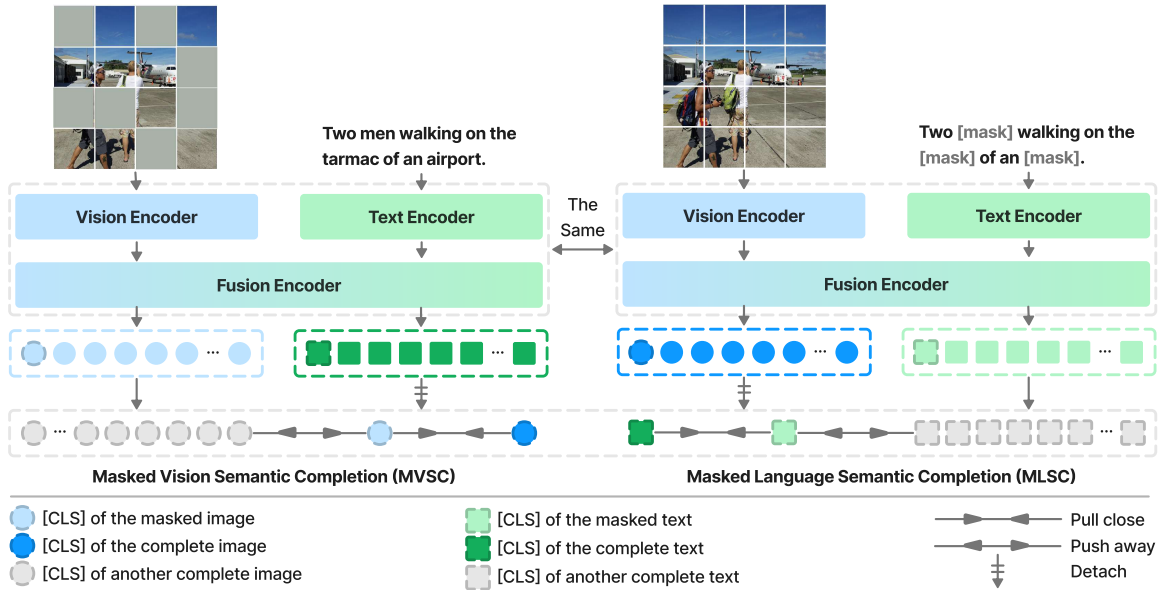 Two men walking on the
tarmac of an airport.
Two [mask] walking on the
[mask] of an [mask].
Vision Encoder
Text Encoder
The
Same
Vision Encoder
Text Encoder
Fusion Encoder
Fusion Encoder
...
...
...
...
...
...
Masked Vision Semantic Completion (MVSC)
Masked Language Semantic Completion (MLSC)
[CLS] of the masked image
[CLS] of the masked text
Pull close
[CLS] of the complete image
[CLS] of the complete text
Push away
[CLS] of another complete image
[CLS] of another complete text
Detach